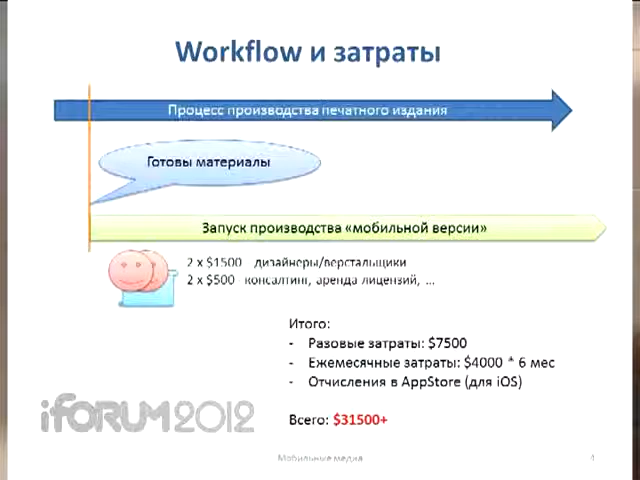 Workflow и затраты
Процесс производства печатного издания
Готовы материалы
Запуск производства «мобильной версии»
2 x $1500 дизайнеры/верстальщики
2 x $500 консалтинг, аренда лицензий, ...
Итого:
- Разовые затраты: $7500
- Ежемесячные затраты: $4000 * 6 мес
- Отчисления в AppStore (для iOS)
Всего: $31500+
iFORUM2012
Мобильные медиа 4